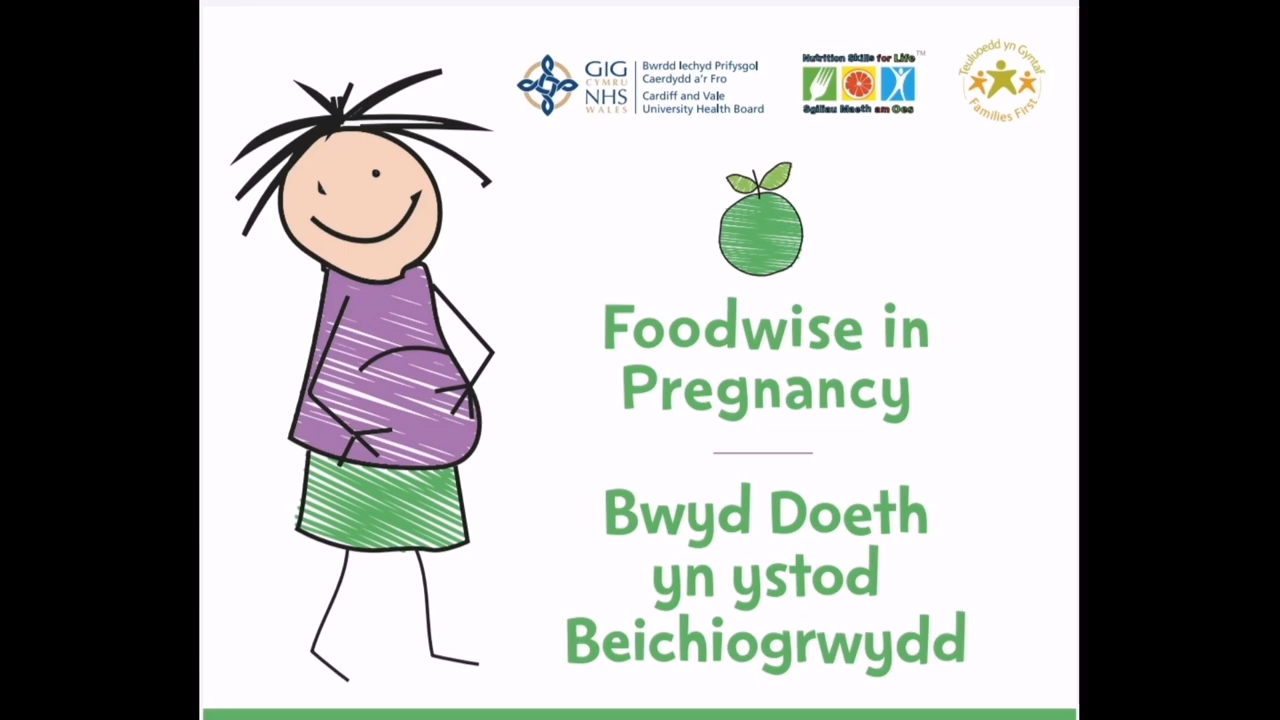 GIG
CYMRU
NHS
WALES
Bwrdd Iechyd Prifysgol
Caerdydd a'r Fro
Cardiff and Vale
University Health Board
Nutrition Skills for Life™
Sgiliau Maeth am Oes
Teuluoedd yn Gyntaf
Families First
Foodwise in
Pregnancy
Bwyd Doeth
yn ystod
Beichiogrwydd